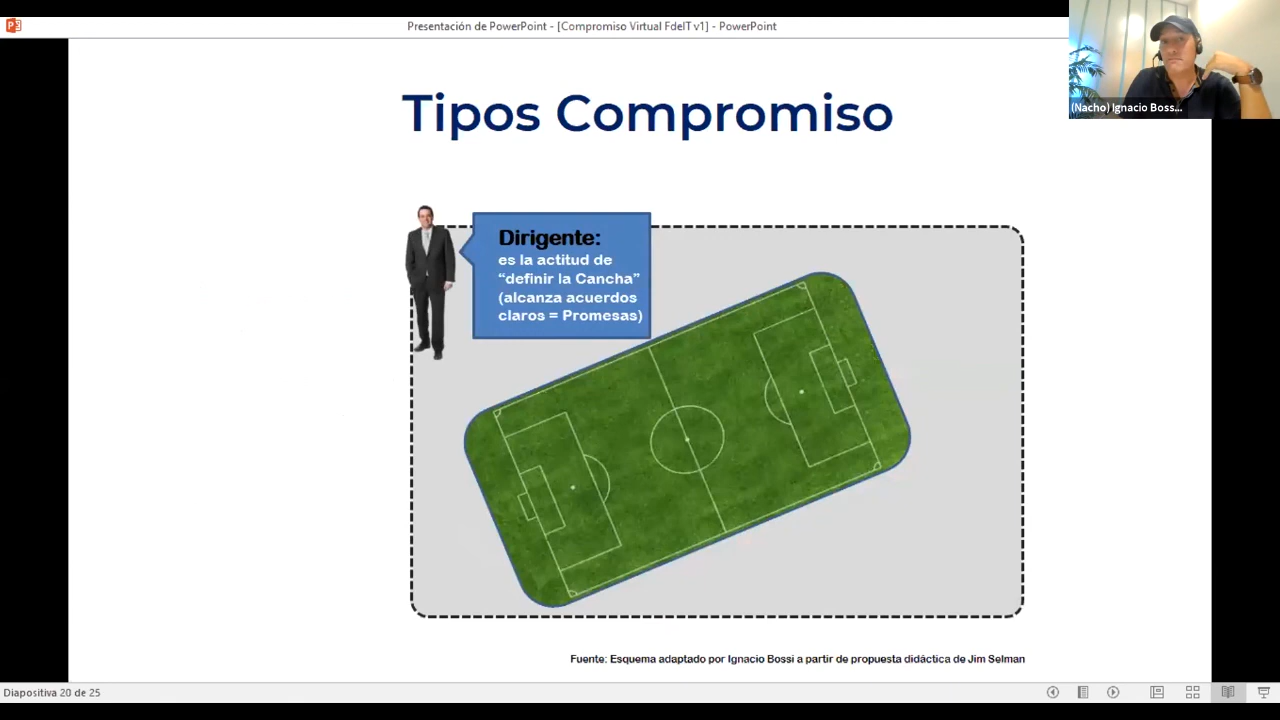 Presentación de PowerPoint - [Compromiso Virtual FdeIT v1] - PowerPoint
(Nacho) Ignacio Boss...
Tipos Compromiso
Dirigente:
es la actitud de
“definir la Cancha”
(alcanza acuerdos
claros = Promesas)
Fuente: Esquema adaptado por Ignacio Bossi a partir de propuesta didáctica de Jim Selman
Diapositiva 20 de 25